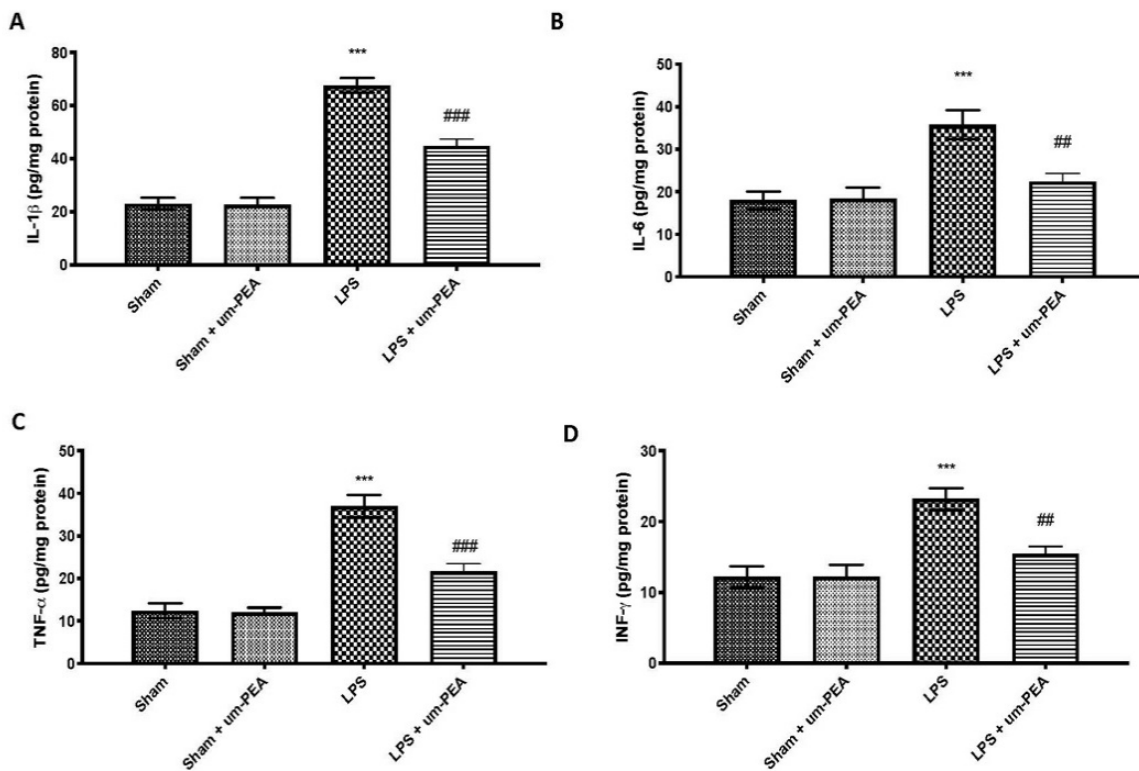 A
IL-1β (pg/mg protein)
80
60
40
20
0
***
###
Sham
Sham + um-PEA
LPS
LPS + um-PEA
B
IL-6 (pg/mg protein)
50
40
30
20
10
0
***
##
Sham
Sham + um-PEA
LPS
LPS + um-PEA
C
TNF-α (pg/mg protein)
50
40
30
20
10
0
***
###
Sham
Sham + um-PEA
LPS
LPS + um-PEA
D
INF-γ (pg/mg protein)
30
20
10
0
***
##
Sham
Sham + um-PEA
LPS
LPS + um-PEA